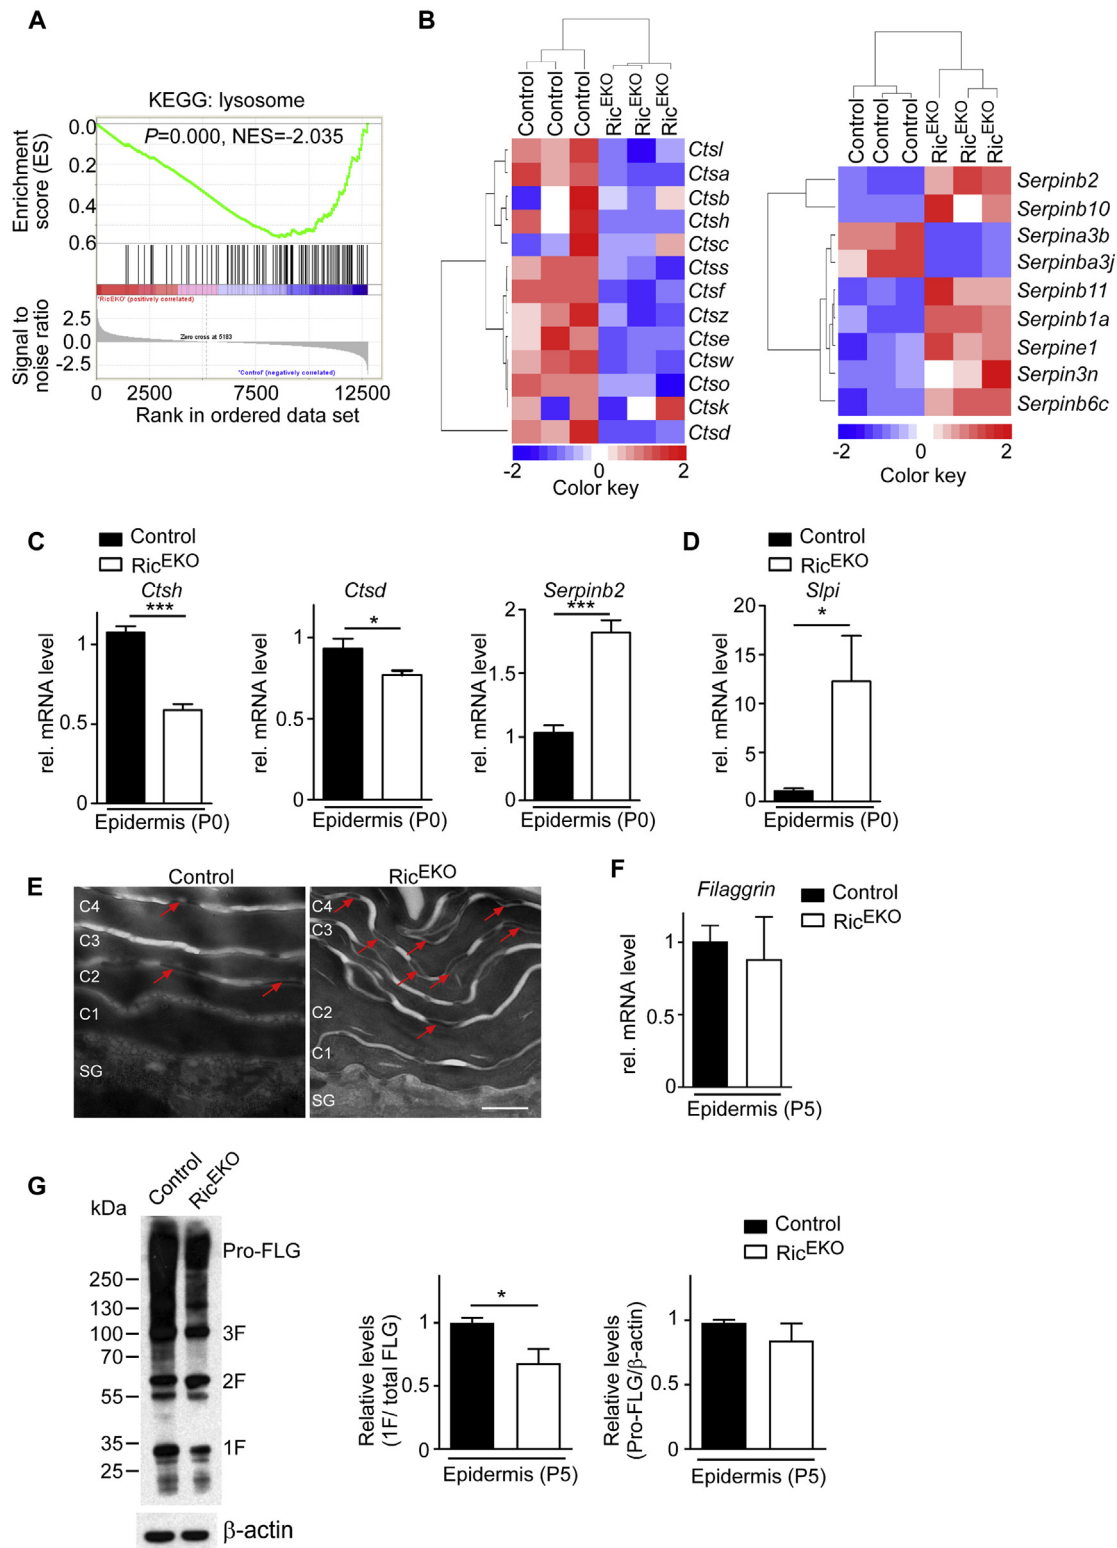 A
KEGG: lysosome
P=0.000, NES=-2.035
Enrichment
score (ES)
0.0
0.2
0.4
0.6
'RicEKO' (positively correlated)
Zero cross at 5183
'Control' (negatively correlated)
Signal to
noise ratio
2.5
0.0
-2.5
0 2500 7500 12500
Rank in ordered data set
B
Control Control Control RicEKO RicEKO RicEKO
Ctsl
Ctsa
Ctsb
Ctsh
Ctsc
Ctss
Ctsf
Ctsz
Ctse
Ctsw
Ctso
Ctsk
Ctsd
-2 0 2
Color key
Control Control Control RicEKO RicEKO RicEKO
Serpinb2
Serpinb10
Serpina3b
Serpinba3j
Serpinb11
Serpinb1a
Serpine1
Serpin3n
Serpinb6c
-2 0 2
Color key
C
Control
RicEKO
Ctsh
***
rel. mRNA level
1
0.5
0
Epidermis (P0)
Ctsd
*
rel. mRNA level
1
0.5
0
Epidermis (P0)
Serpinb2
***
rel. mRNA level
2
1.5
1
0
Epidermis (P0)
D
Control
RicEKO
Slpi
*
rel. mRNA level
20
15
10
5
0
Epidermis (P0)
E
Control
C4
C3
C2
C1
SG
RicEKO
C4
C3
C2
C1
SG
F
Filaggrin
Control
RicEKO
rel. mRNA level
1
0.5
0
Epidermis (P5)
G
kDa
Control RicEKO
Pro-FLG
250
130
100
70
55
35
25
3F
2F
1F
β-actin
Control
RicEKO
Relative levels
(1F/ total FLG)
*
1
0.5
0
Epidermis (P5)
Relative levels
(Pro-FLG/β-actin)
1
0.5
0
Epidermis (P5)